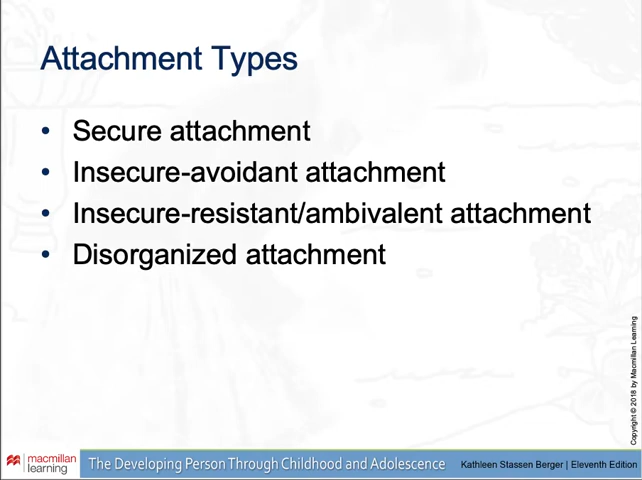 Attachment Types
• Secure attachment
• Insecure-avoidant attachment
• Insecure-resistant/ambivalent attachment
• Disorganized attachment
Copyright © 2018 by Macmillan Learning
macmillan
learning
The Developing Person Through Childhood and Adolescence
Kathleen Stassen Berger | Eleventh Edition